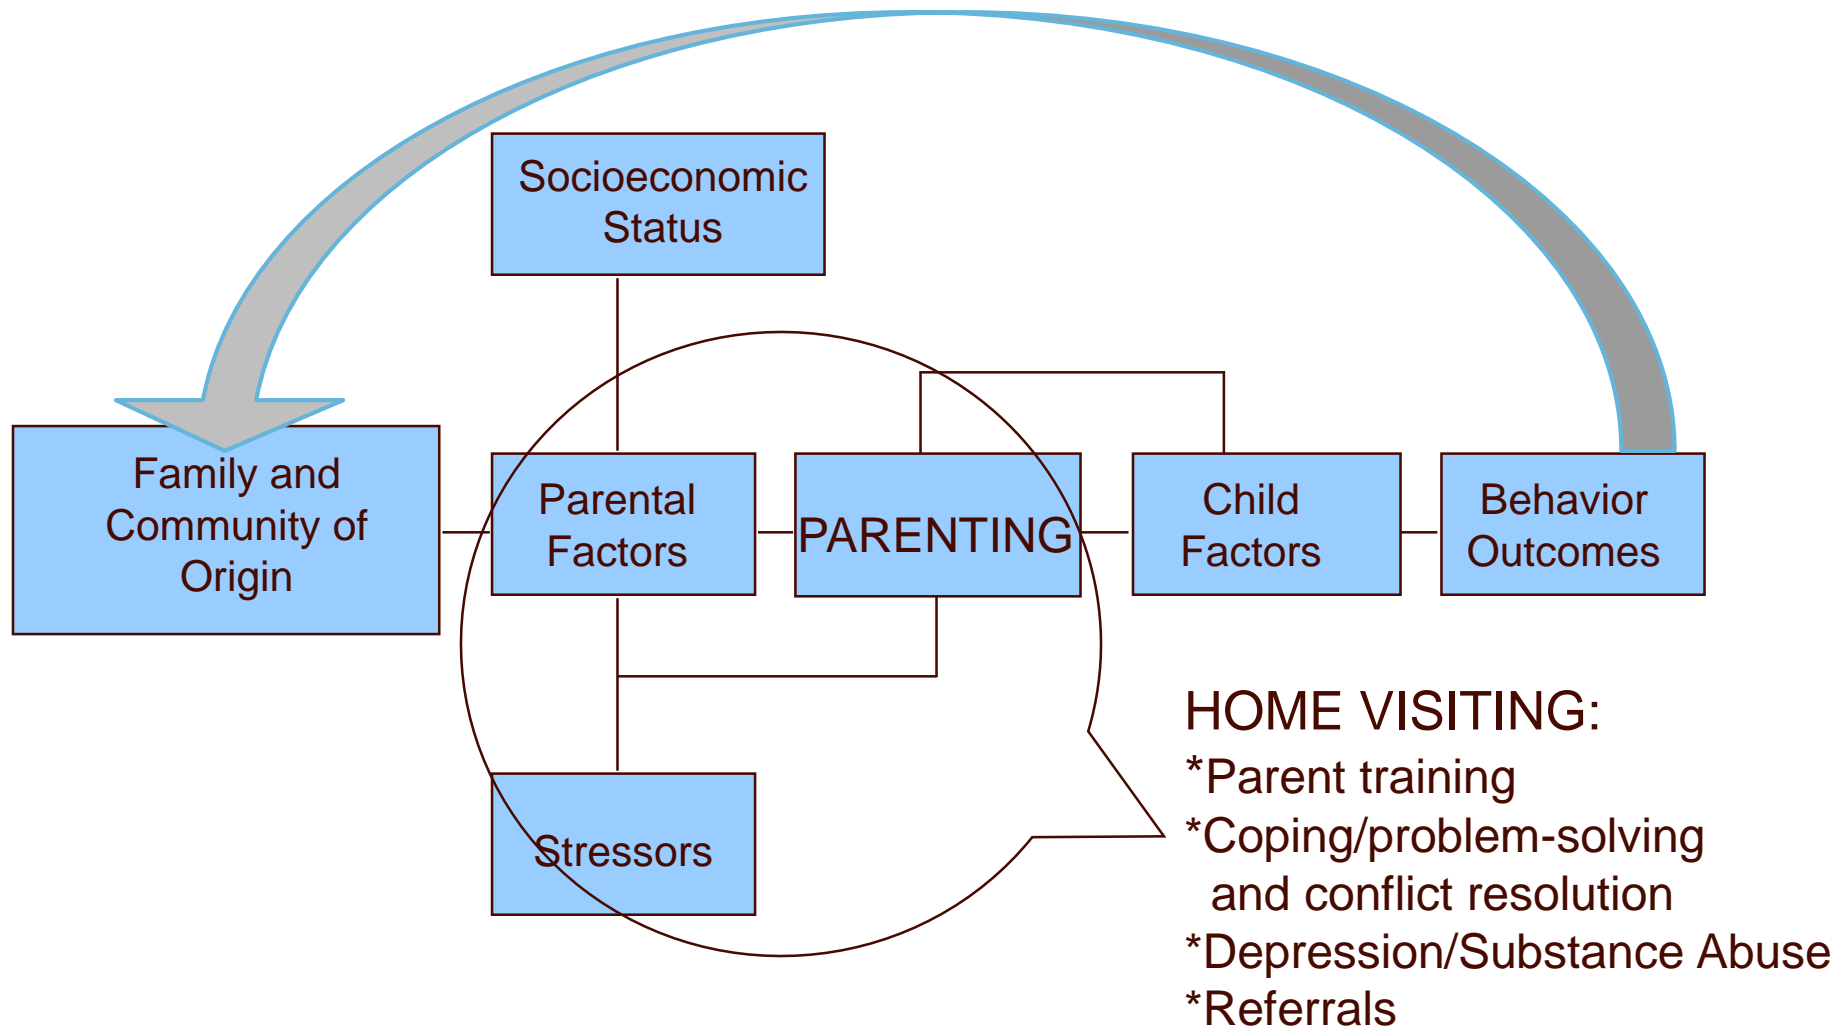 Socioeconomic
Status
Family and
Community of
Origin
Parental
Factors
PARENTING
Child
Factors
Behavior
Outcomes
Stressors
HOME VISITING:
*Parent training
*Coping/problem-solving
and conflict resolution
*Depression/Substance Abuse
*Referrals